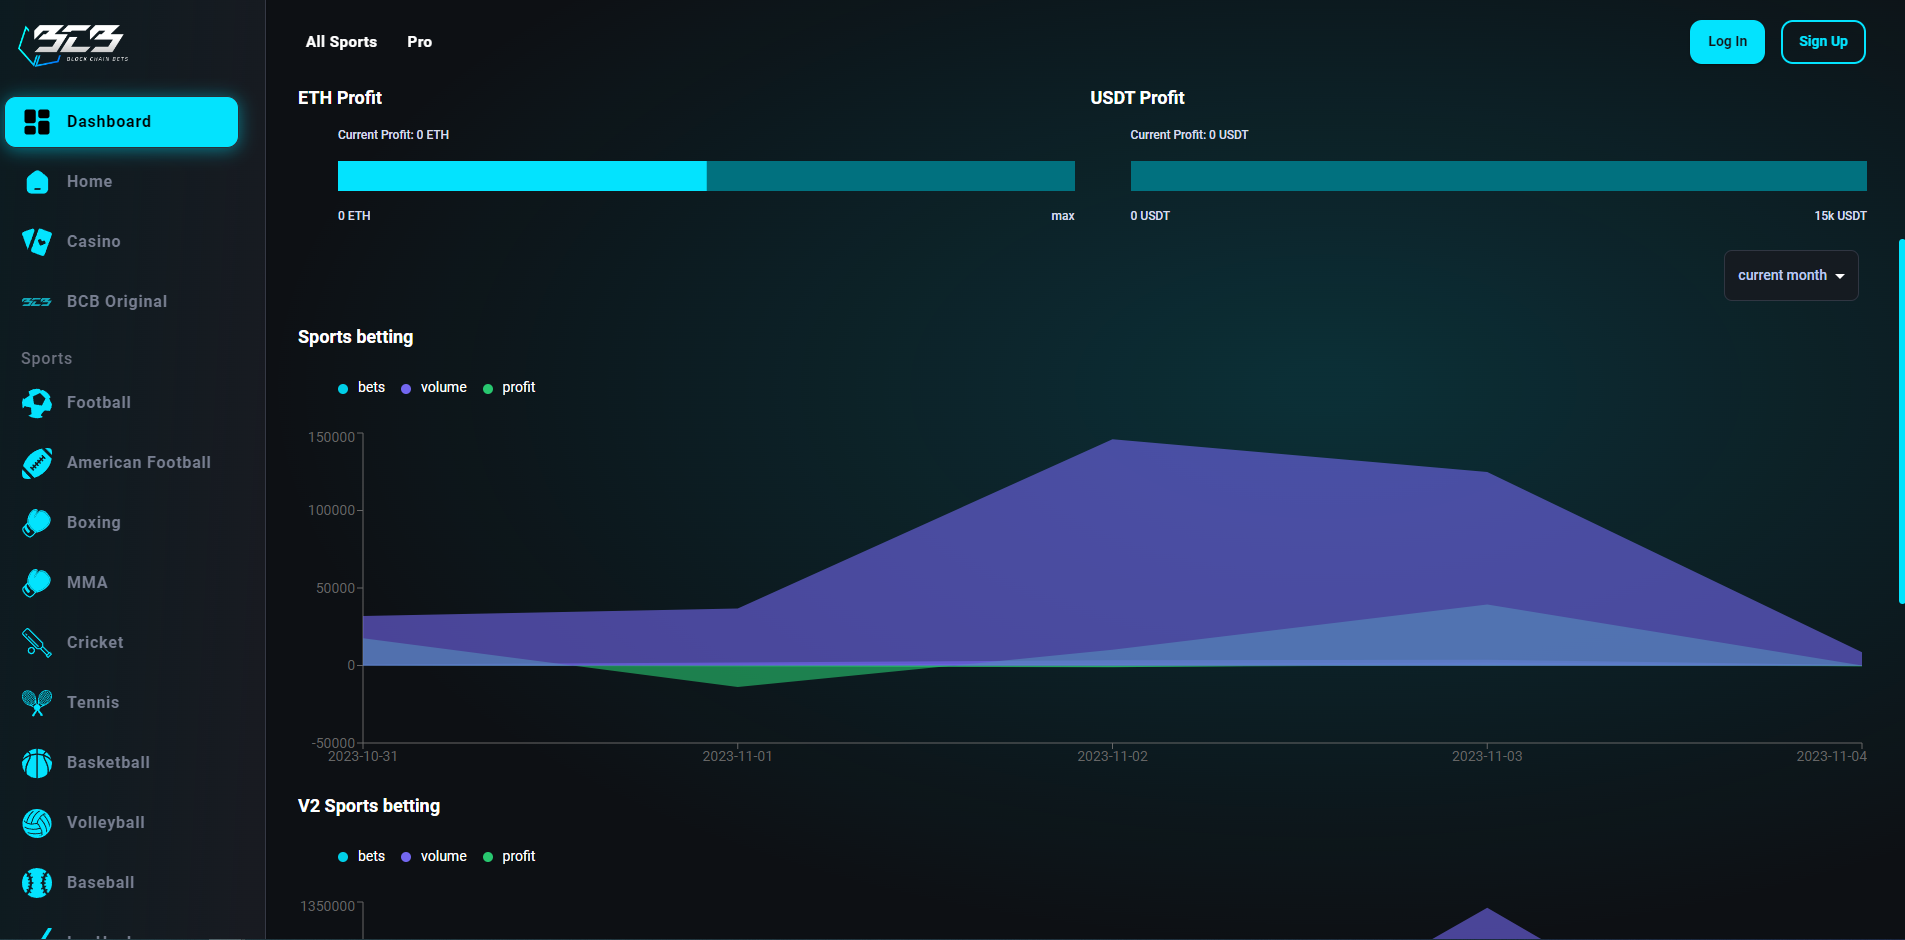 BCB
BLOCK CHAIN BETS
All Sports
Pro
Log In
Sign Up
Dashboard
Home
Casino
BCB Original
Sports
Football
American Football
Boxing
MMA
Cricket
Tennis
Basketball
Volleyball
Baseball
ETH Profit
Current Profit: 0 ETH
0 ETH
max
USDT Profit
Current Profit: 0 USDT
0 USDT
15k USDT
current month
Sports betting
bets
volume
profit
150000
100000
50000
0
-50000
2023-10-31
2023-11-01
2023-11-02
2023-11-03
2023-11-04
V2 Sports betting
bets
volume
profit
1350000